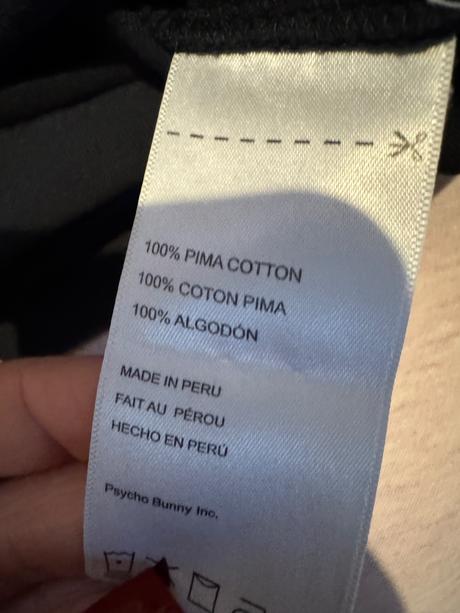 100% PIMA COTTON
100% COTON PIMA
100% ALGODÓN
MADE IN PERU
FAIT AU PÉROU
HECHO EN PERÚ
Psycho Bunny Inc.